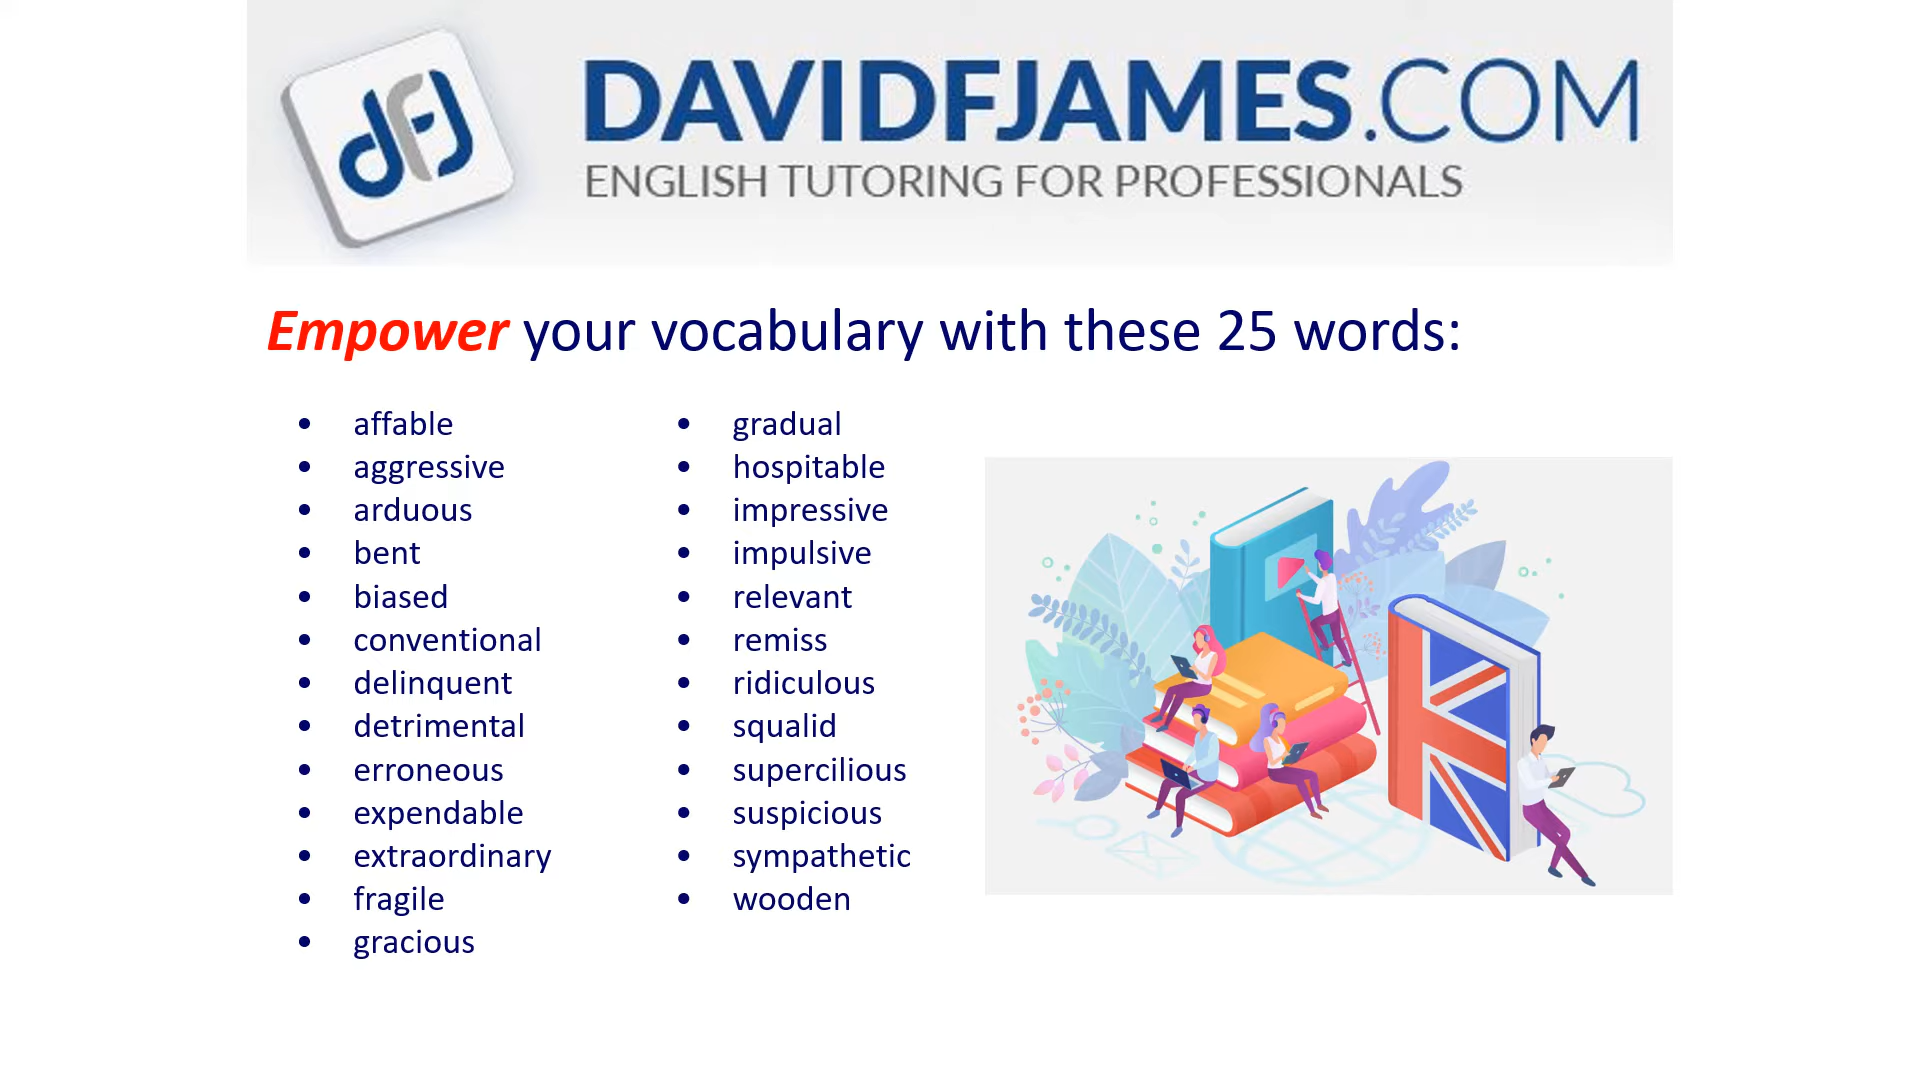 dfj
DAVIDFJAMES.COM
ENGLISH TUTORING FOR PROFESSIONALS
Empower your vocabulary with these 25 words:
• affable
• aggressive
• arduous
• bent
• biased
• conventional
• delinquent
• detrimental
• erroneous
• expendable
• extraordinary
• fragile
• gracious
• gradual
• hospitable
• impressive
• impulsive
• relevant
• remiss
• ridiculous
• squalid
• supercilious
• suspicious
• sympathetic
• wooden